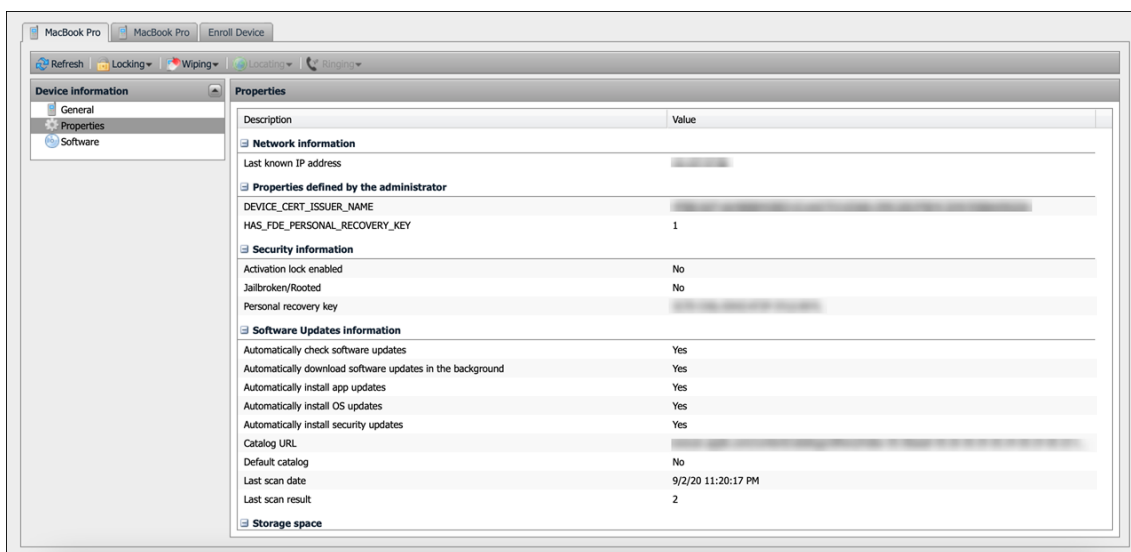 MacBook Pro MacBook Pro Enroll Device
Refresh Locking Wiping Locating Ringing
Device information
General
Properties
Software
Properties
Description Value
Network information
Last known IP address
Properties defined by the administrator
DEVICE_CERT_ISSUER_NAME
HAS_FDE_PERSONAL_RECOVERY_KEY 1
Security information
Activation lock enabled No
Jailbroken/Rooted No
Personal recovery key
Software Updates information
Automatically check software updates Yes
Automatically download software updates in the background Yes
Automatically install app updates Yes
Automatically install OS updates Yes
Automatically install security updates Yes
Catalog URL
Default catalog No
Last scan date 9/2/20 11:20:17 PM
Last scan result 2
Storage space